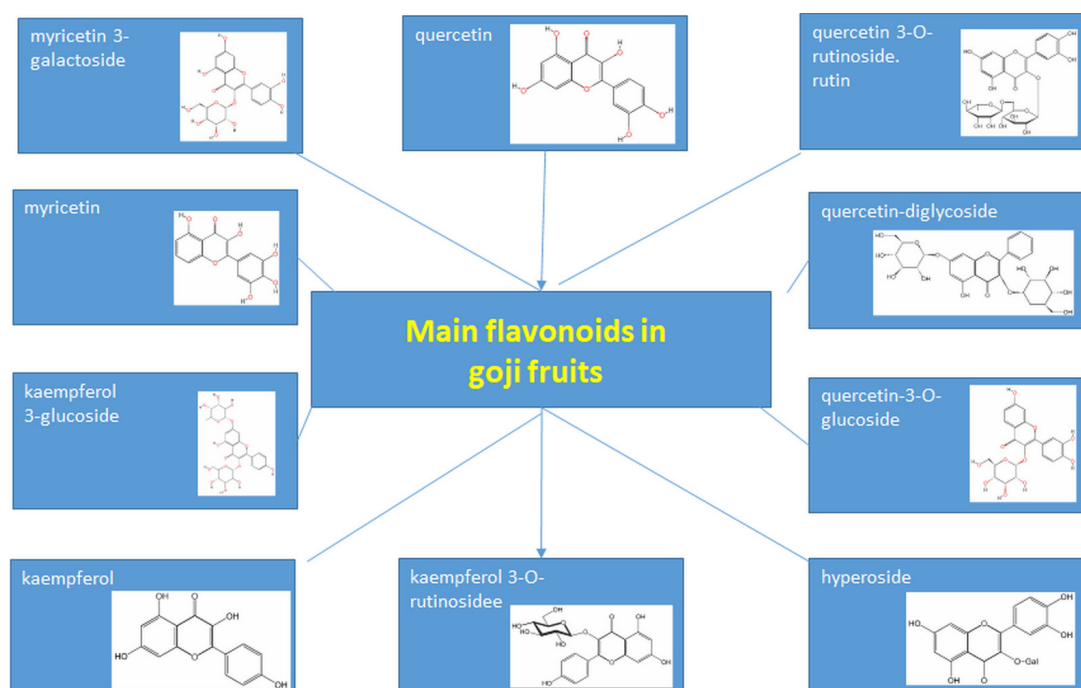 myricetin 3-
galactoside
quercetin
quercetin 3-O-
rutinoside.
rutin
myricetin
quercetin-diglycoside
Main flavonoids in
goji fruits
kaempferol
3-glucoside
quercetin-3-O-
glucoside
kaempferol
kaempferol 3-O-
rutinosidee
hyperoside